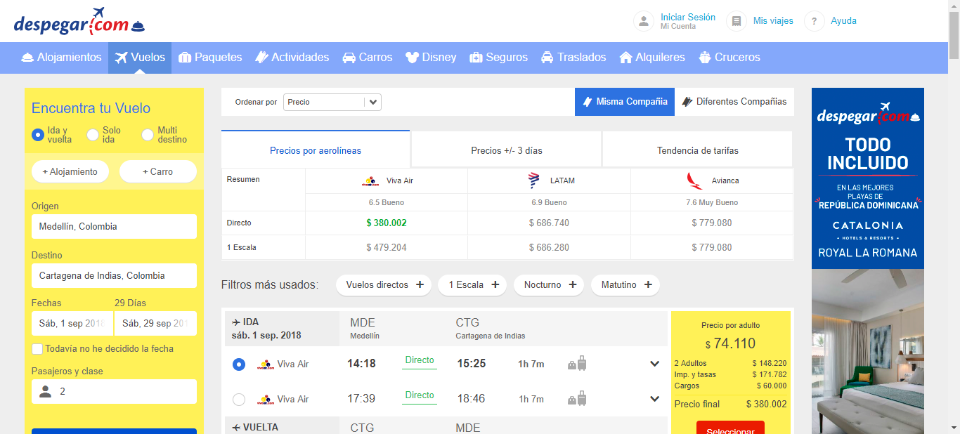 despegar.com
Iniciar Sesión
Mi Cuenta
Mis viajes
?
Ayuda
Alojamientos
Vuelos
Paquetes
Actividades
Carros
Disney
Seguros
Traslados
Alquileres
Cruceros
Encuentra tu Vuelo
Ida y vuelta
Solo ida
Multi destino
+ Alojamiento
+ Carro
Origen
Medellín, Colombia
Destino
Cartagena de Indias, Colombia
Fechas 29 Días
Sáb, 1 sep 2018 Sáb, 29 sep 201
Todavía no he decidido la fecha
Pasajeros y clase
2
Ordenar por Precio
Misma Compañia
Diferentes Compañias
Precios por aerolíneas Precios +/- 3 días Tendencia de tarifas
Resumen Viva Air LATAM Avianca
6.5 Bueno 6.9 Bueno 7.6 Muy Bueno
Directo $ 380.002 $ 686.740 $ 779.080
1 Escala $ 479.204 $ 686.280 $ 779.080
Filtros más usados: Vuelos directos + 1 Escala + Nocturno + Matutino +
IDA MDE CTG
sáb. 1 sep. 2018 Medellín Cartagena de Indias
Viva Air 14:18 Directo 15:25 1h 7m
Viva Air 17:39 Directo 18:46 1h 7m
VUELTA CTG MDE
Precio por adulto
$ 74.110
2 Adultos $ 148.220
Imp. y tasas $ 171.782
Cargos $ 60.000
Precio final $ 380.002
Seleccionar
despegar.com
TODO
INCLUIDO
EN LAS MEJORES
PLAYAS DE
REPÚBLICA DOMINICANA
CATALONIA
HOTELS & RESORTS
ROYAL LA ROMANA